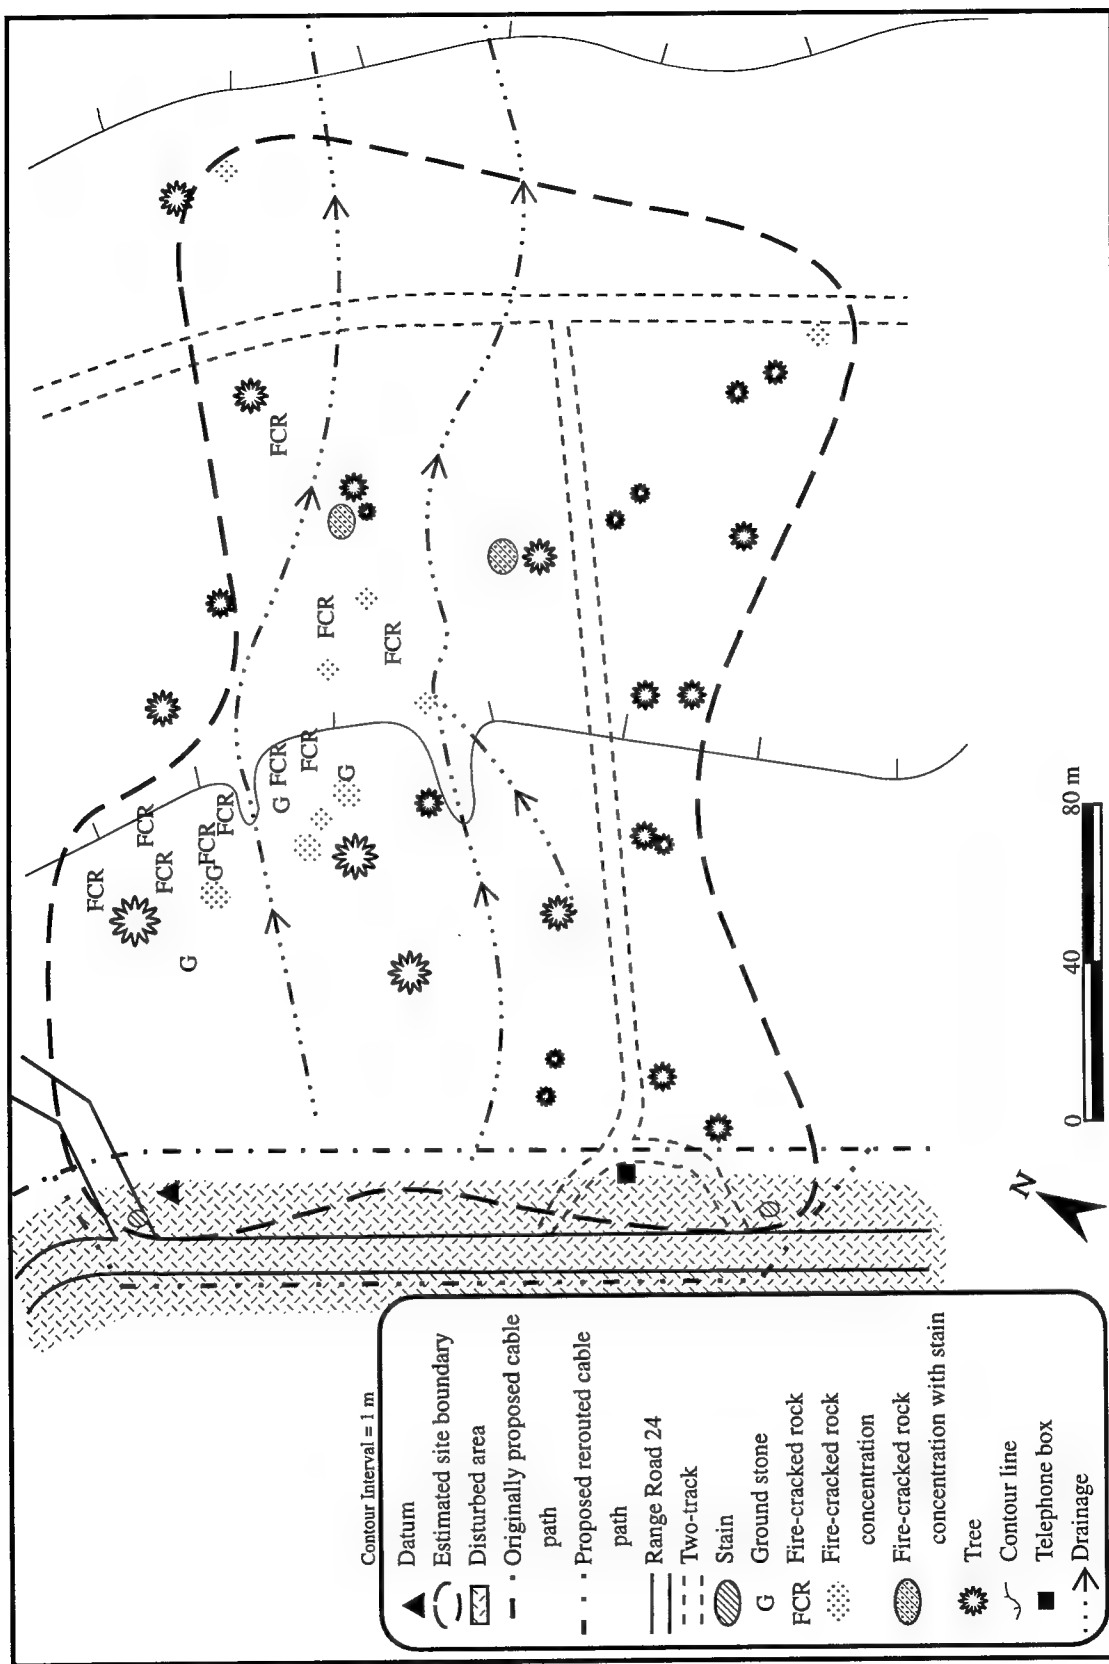 FCR
FCR
FCR
FCR
FCR
G
G
G
FCR
FCR
G
FCR
FCR
FCR
N
0 40 80 m
Contour Interval = 1 m
Datum
Estimated site boundary
Disturbed area
Originally proposed cable
path
Proposed rerouted cable
path
Range Road 24
Two-track
Stain
G Ground stone
FCR Fire-cracked rock
Fire-cracked rock
concentration
Fire-cracked rock
concentration with stain
Tree
Contour line
Telephone box
Drainage